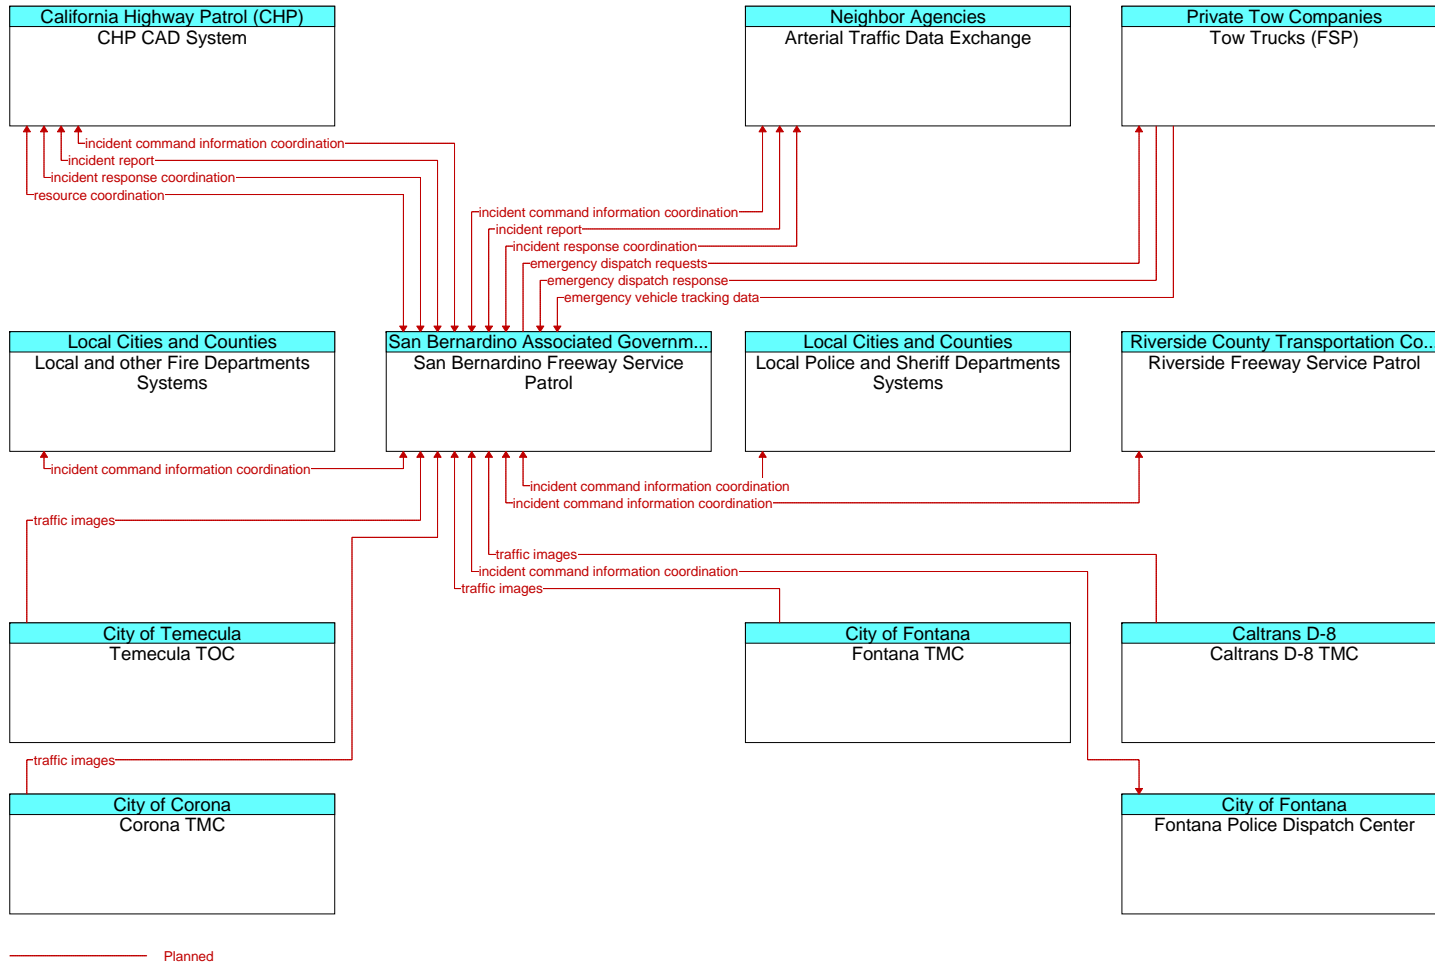 California Highway Patrol (CHP)
CHP CAD System
Neighbor Agencies
Arterial Traffic Data Exchange
Private Tow Companies
Tow Trucks (FSP)
incident command information coordination
incident report
incident response coordination
resource coordination
incident command information coordination
incident report
incident response coordination
emergency dispatch requests
emergency dispatch response
emergency vehicle tracking data
Local Cities and Counties
Local and other Fire Departments
Systems
San Bernardino Associated Governm...
San Bernardino Freeway Service
Patrol
Local Cities and Counties
Local Police and Sheriff Departments
Systems
Riverside County Transportation Co...
Riverside Freeway Service Patrol
incident command information coordination
incident command information coordination
incident command information coordination
traffic images
traffic images
incident command information coordination
traffic images
City of Temecula
Temecula TOC
City of Fontana
Fontana TMC
Caltrans D-8
Caltrans D-8 TMC
traffic images
City of Corona
Corona TMC
City of Fontana
Fontana Police Dispatch Center
Planned